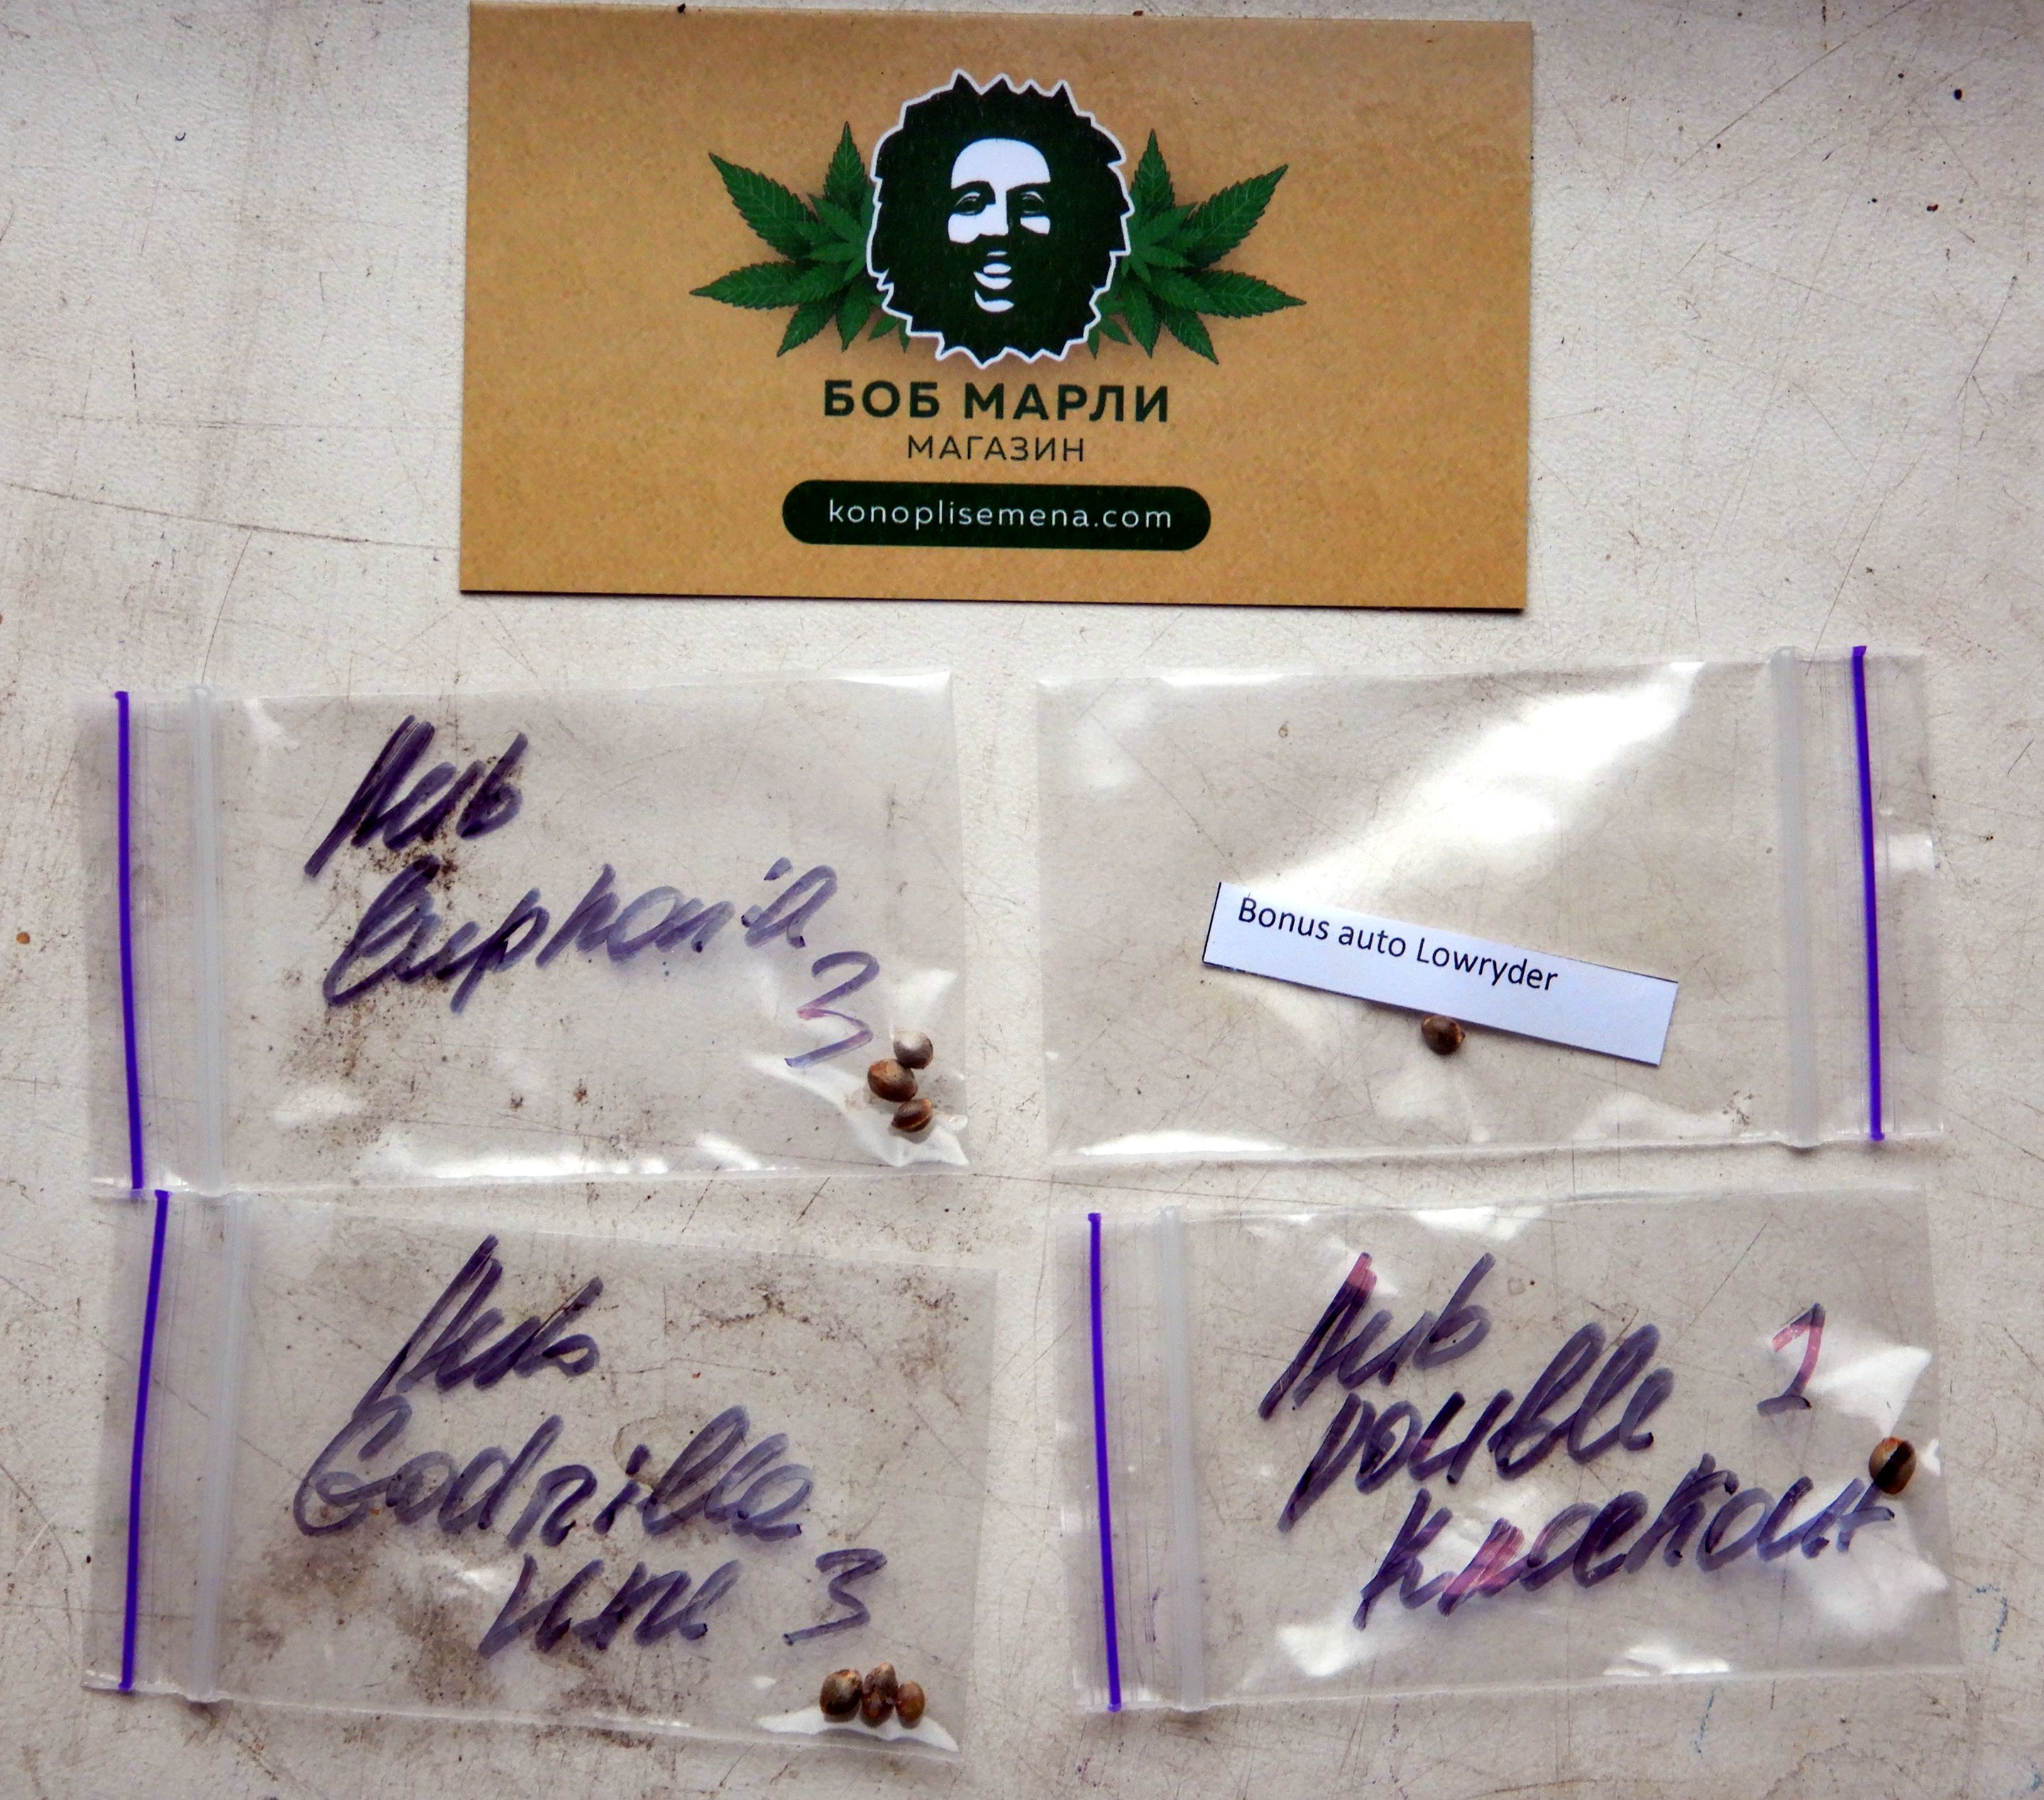 БОБ МАРЛИ
МАГАЗИН
konoplisemena.com
Euphoria
3
Bonus auto Lowryder
Godzilla
3
Double 1
Knockout